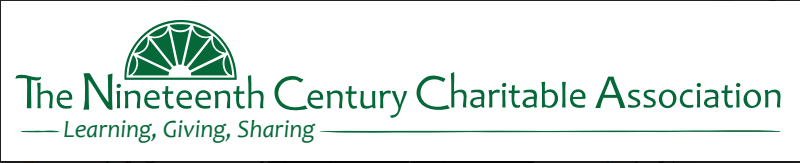 The Nineteenth Century Charitable Association
Learning, Giving, Sharing